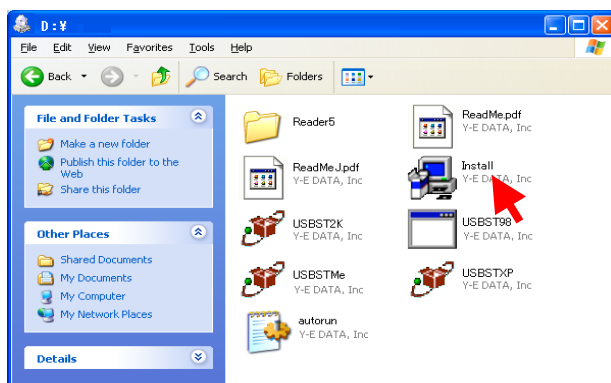 D:¥
File Edit View Favorites Tools Help
Back Search Folders
File and Folder Tasks
Make a new folder
Publish this folder to the
Web
Share this folder
Other Places
Shared Documents
My Documents
My Computer
My Network Places
Details
Reader5
ReadMe.pdf
Y-E DATA, Inc
ReadMeJ.pdf
Y-E DATA, Inc
Install
Y-E DATA, Inc
USBST2K
Y-E DATA, Inc
USBST98
Y-E DATA, Inc
USBSTMe
Y-E DATA, Inc
USBSTXP
Y-E DATA, Inc
autorun
Y-E DATA, Inc